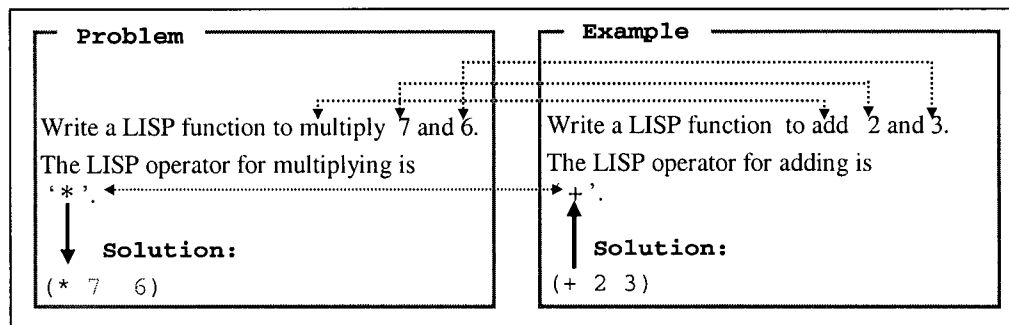 Problem
Write a LISP function to multiply 7 and 6.
The LISP operator for multiplying is
‘*’.
Solution:
(* 7 6)
Example
Write a LISP function to add 2 and 3.
The LISP operator for adding is
‘+’.
Solution:
(+ 2 3)